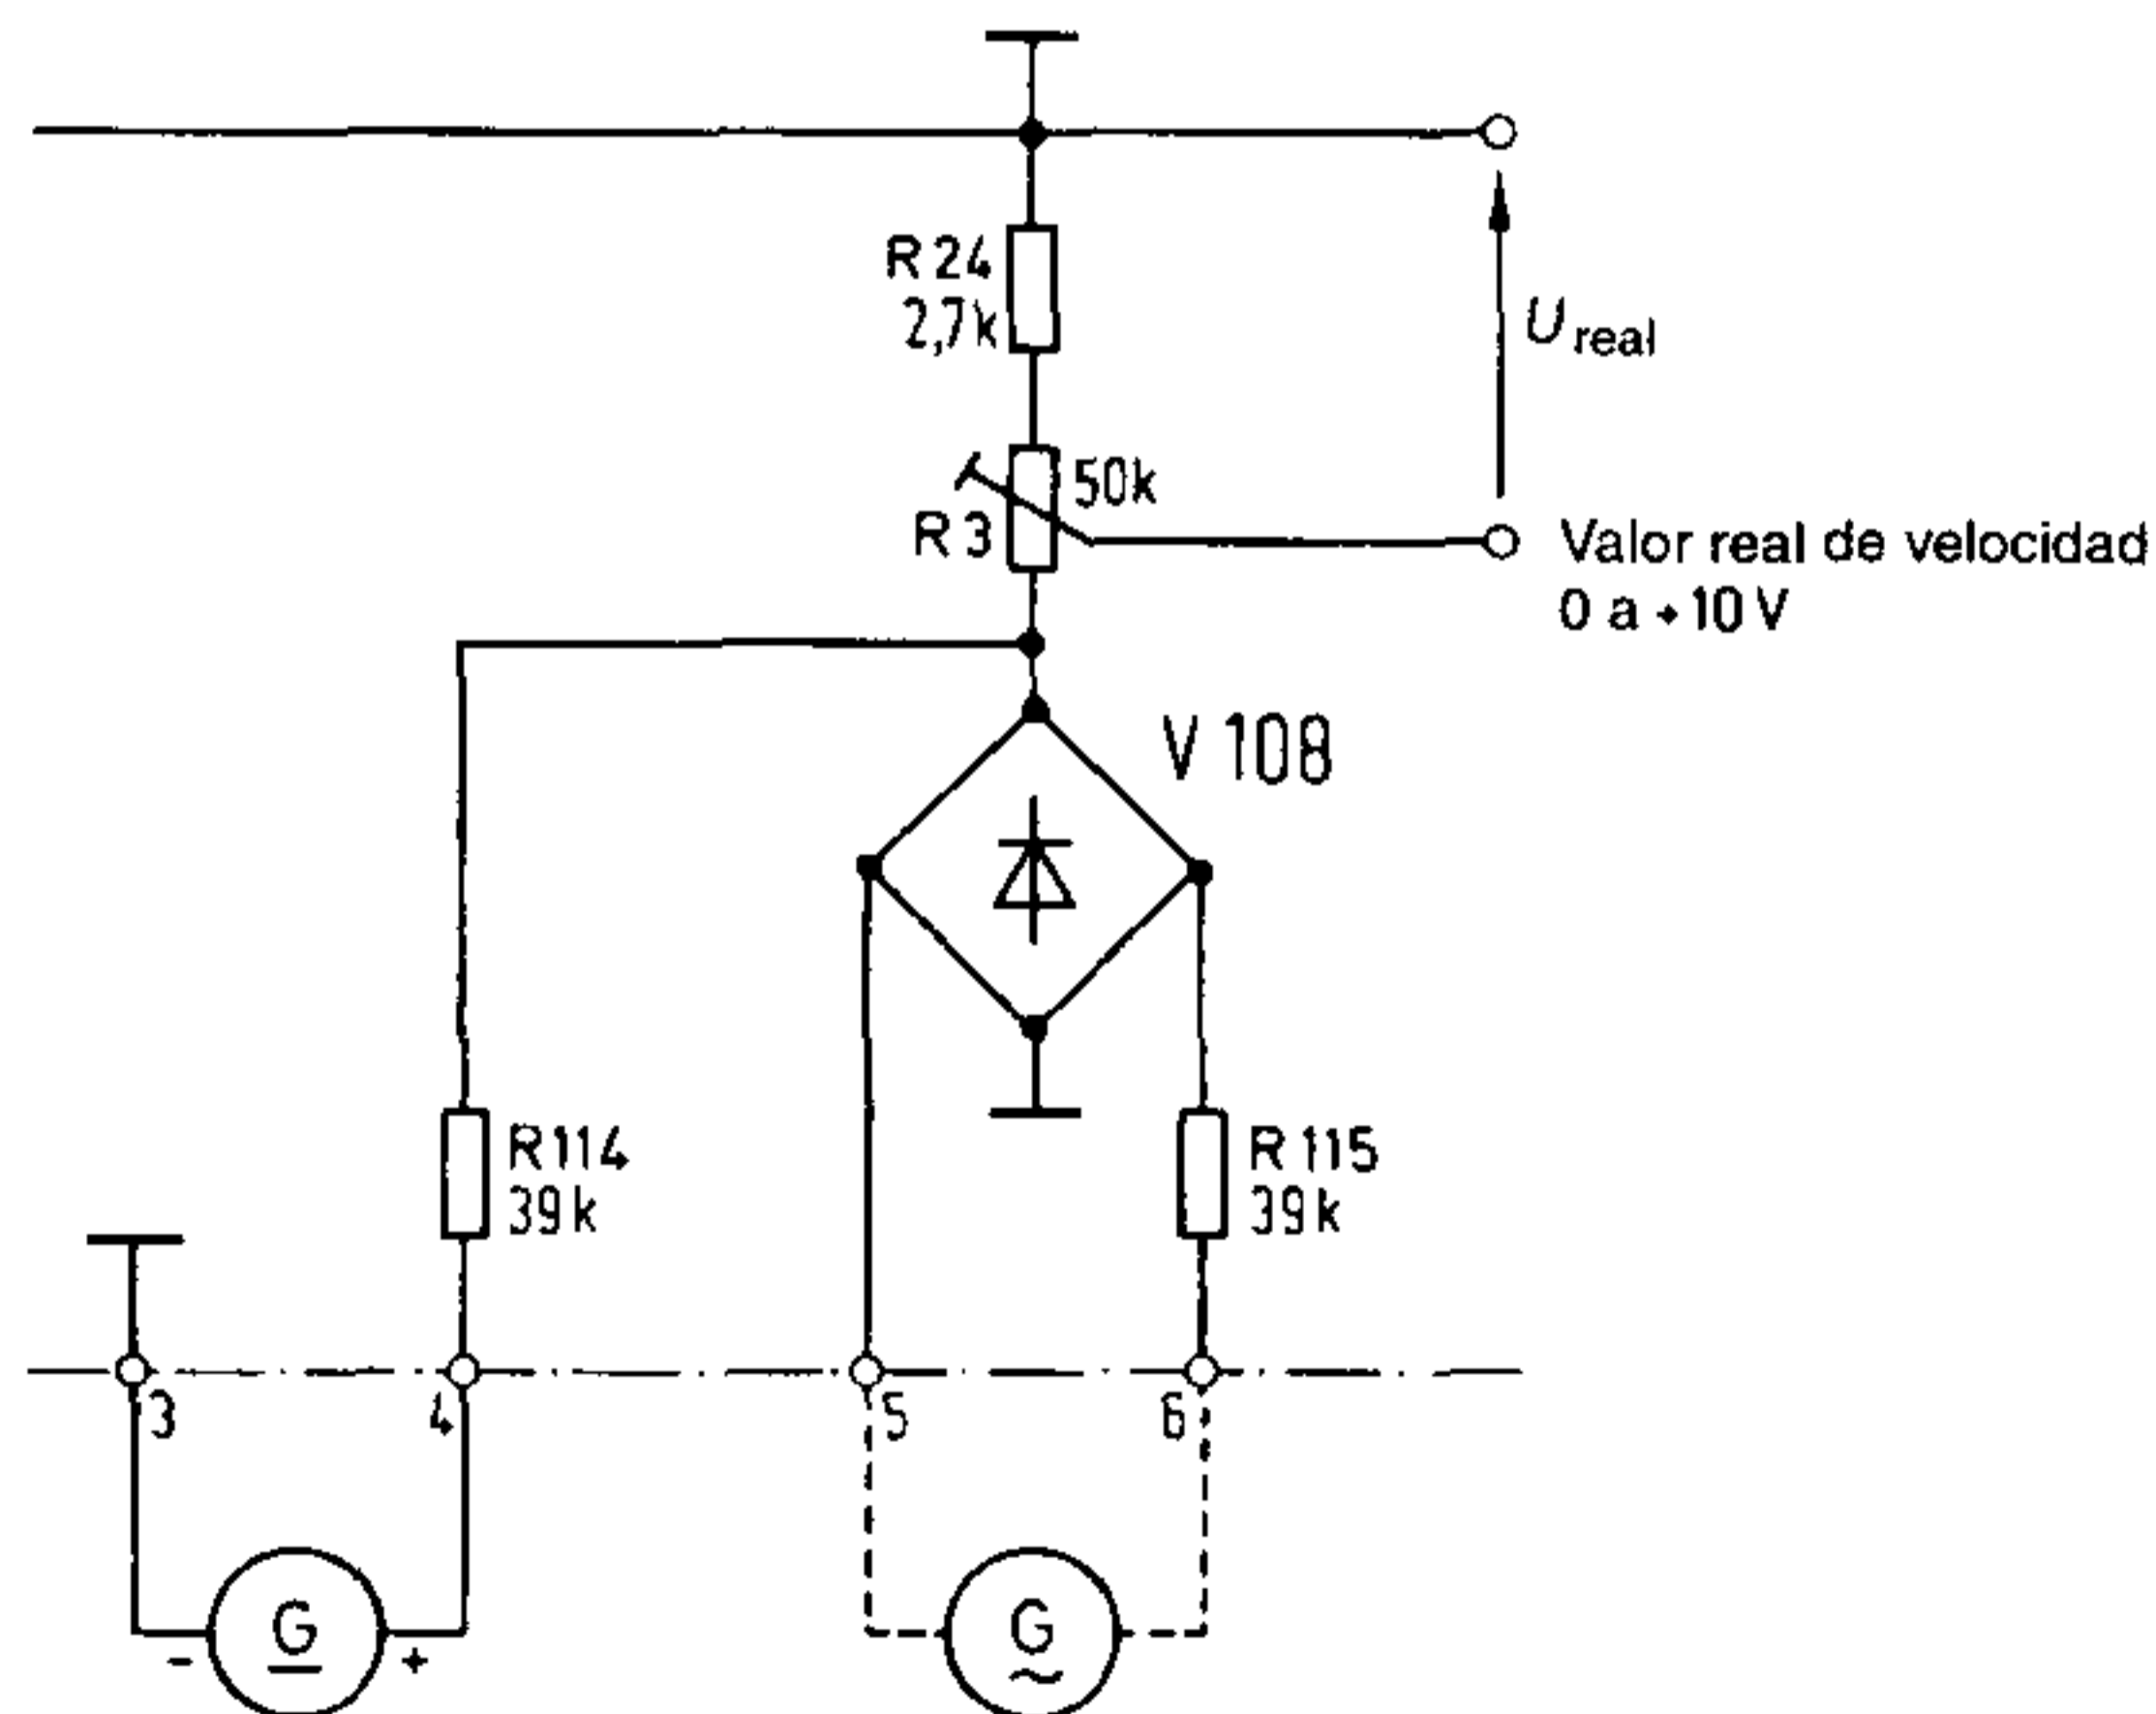 R 24
2,7k
U real
50k
R 3
Valor real de velocidad
0 a + 10 V
V 108
R114
39k
R 115
39k
3
4
5
6
G
- +
G
~